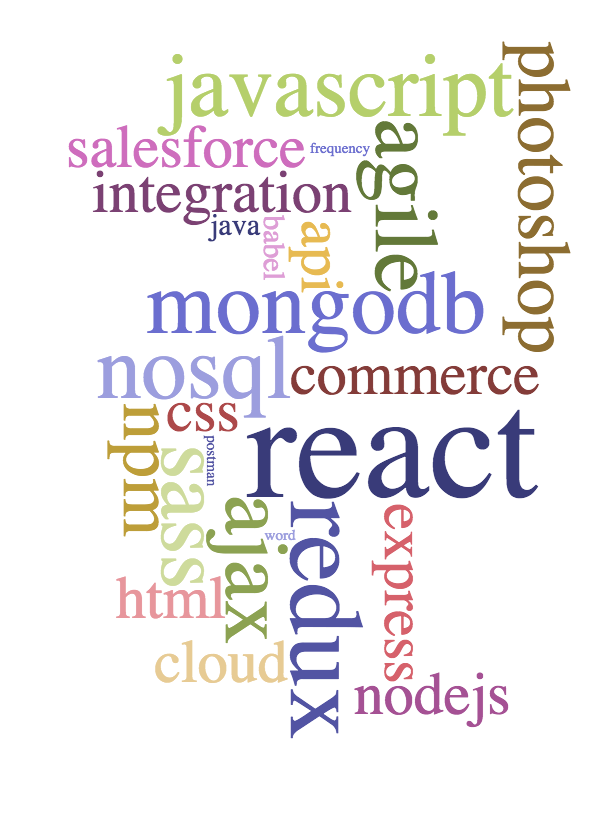 javascript
photoshop
salesforce
frequency
agile
integration
java
babel
api
mongodb
nosql
commerce
css
npm
react
postman
sass
ajax
redux
word
express
html
cloud
nodejs